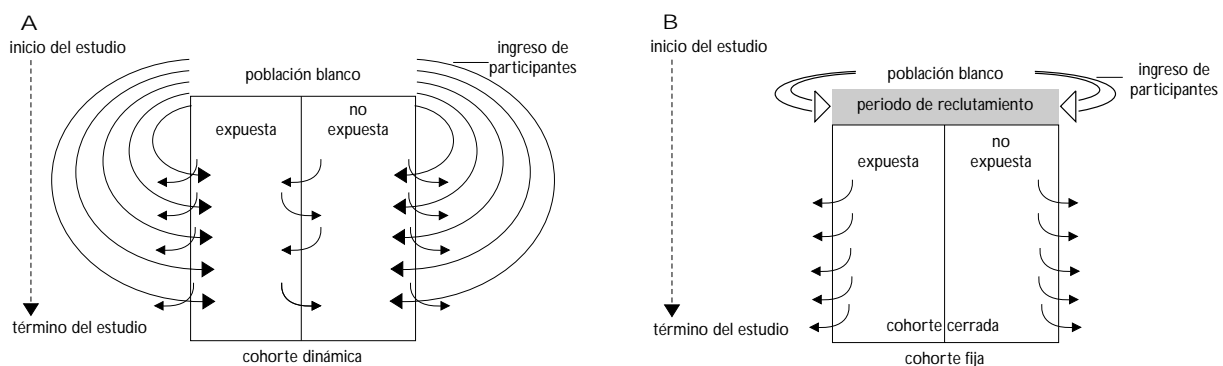 A
inicio del estudio
ingreso de
participantes
población blanco
expuesta
no
expuesta
término del estudio
cohorte dinámica
B
inicio del estudio
población blanco
ingreso de
participantes
periodo de reclutamiento
expuesta
no
expuesta
término del estudio
cohorte cerrada
cohorte fija